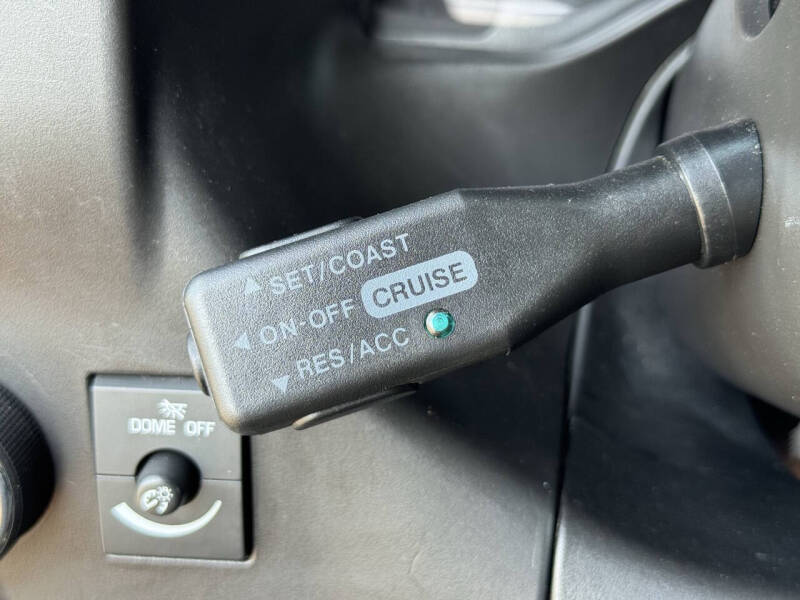 ▲ SET/COAST
◀ ON-OFF CRUISE
▼ RES/ACC
DOME OFF